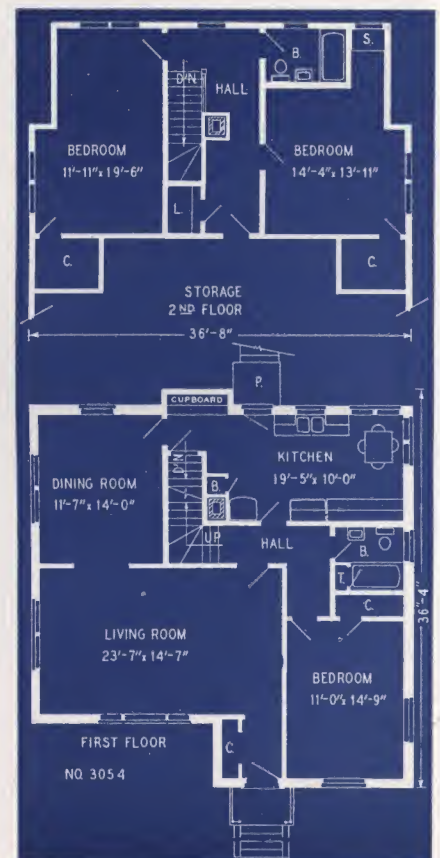 S.
B.
D'N.
HALL
BEDROOM
11'-11" x 19'-6"
BEDROOM
14'-4" x 13'-11"
L.
C.
C.
STORAGE
2ND FLOOR
36'-8"
P.
CUPBOARD
KITCHEN
19'-5" x 10'-0"
D'N.
B.
DINING ROOM
11'-7" x 14'-0"
UP
HALL
B.
T.
C.
36'-4"
LIVING ROOM
23'-7" x 14'-7"
BEDROOM
11'-0" x 14'-9"
C.
FIRST FLOOR
NO. 3054